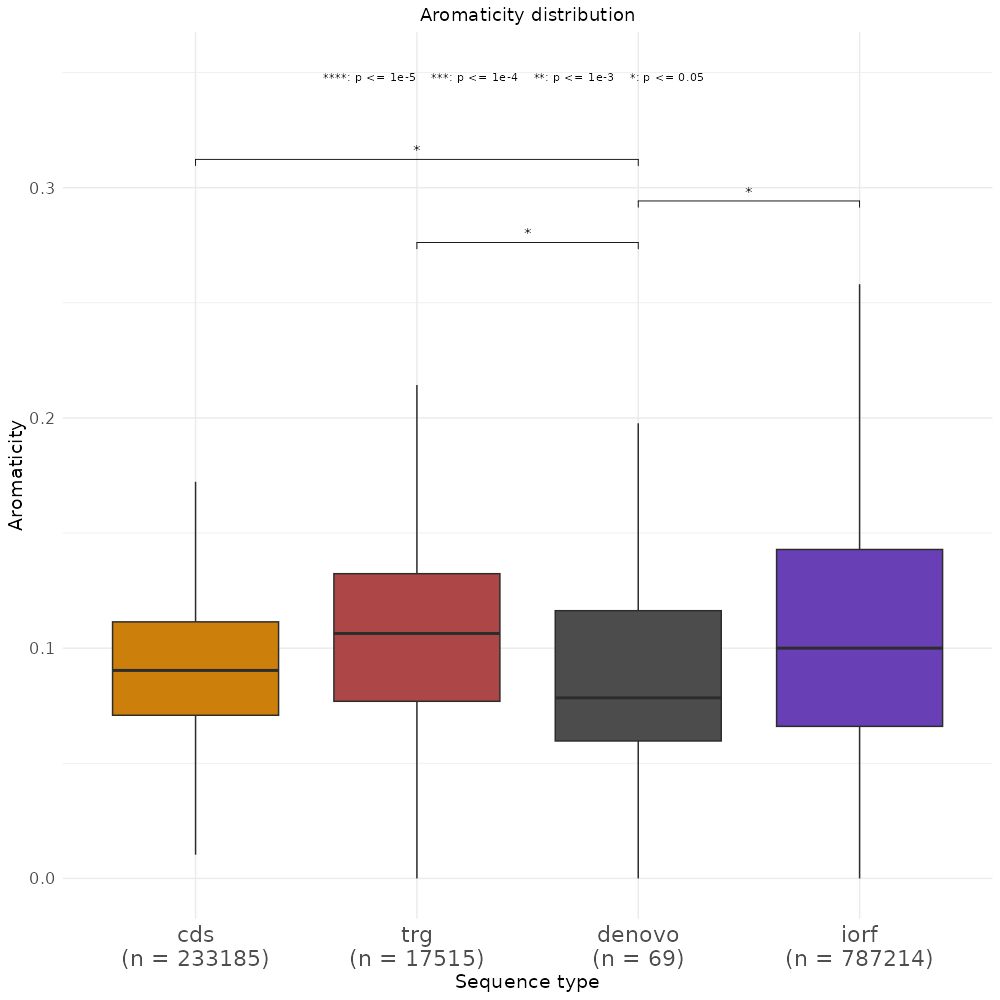 Aromaticity distribution
****: p <= 1e-5 ***: p <= 1e-4 **: p <= 1e-3 *: p <= 0.05
*
*
*
0.3
0.2
0.1
0.0
Aromaticity
cds trg denovo iorf
(n = 233185) (n = 17515) (n = 69) (n = 787214)
Sequence type